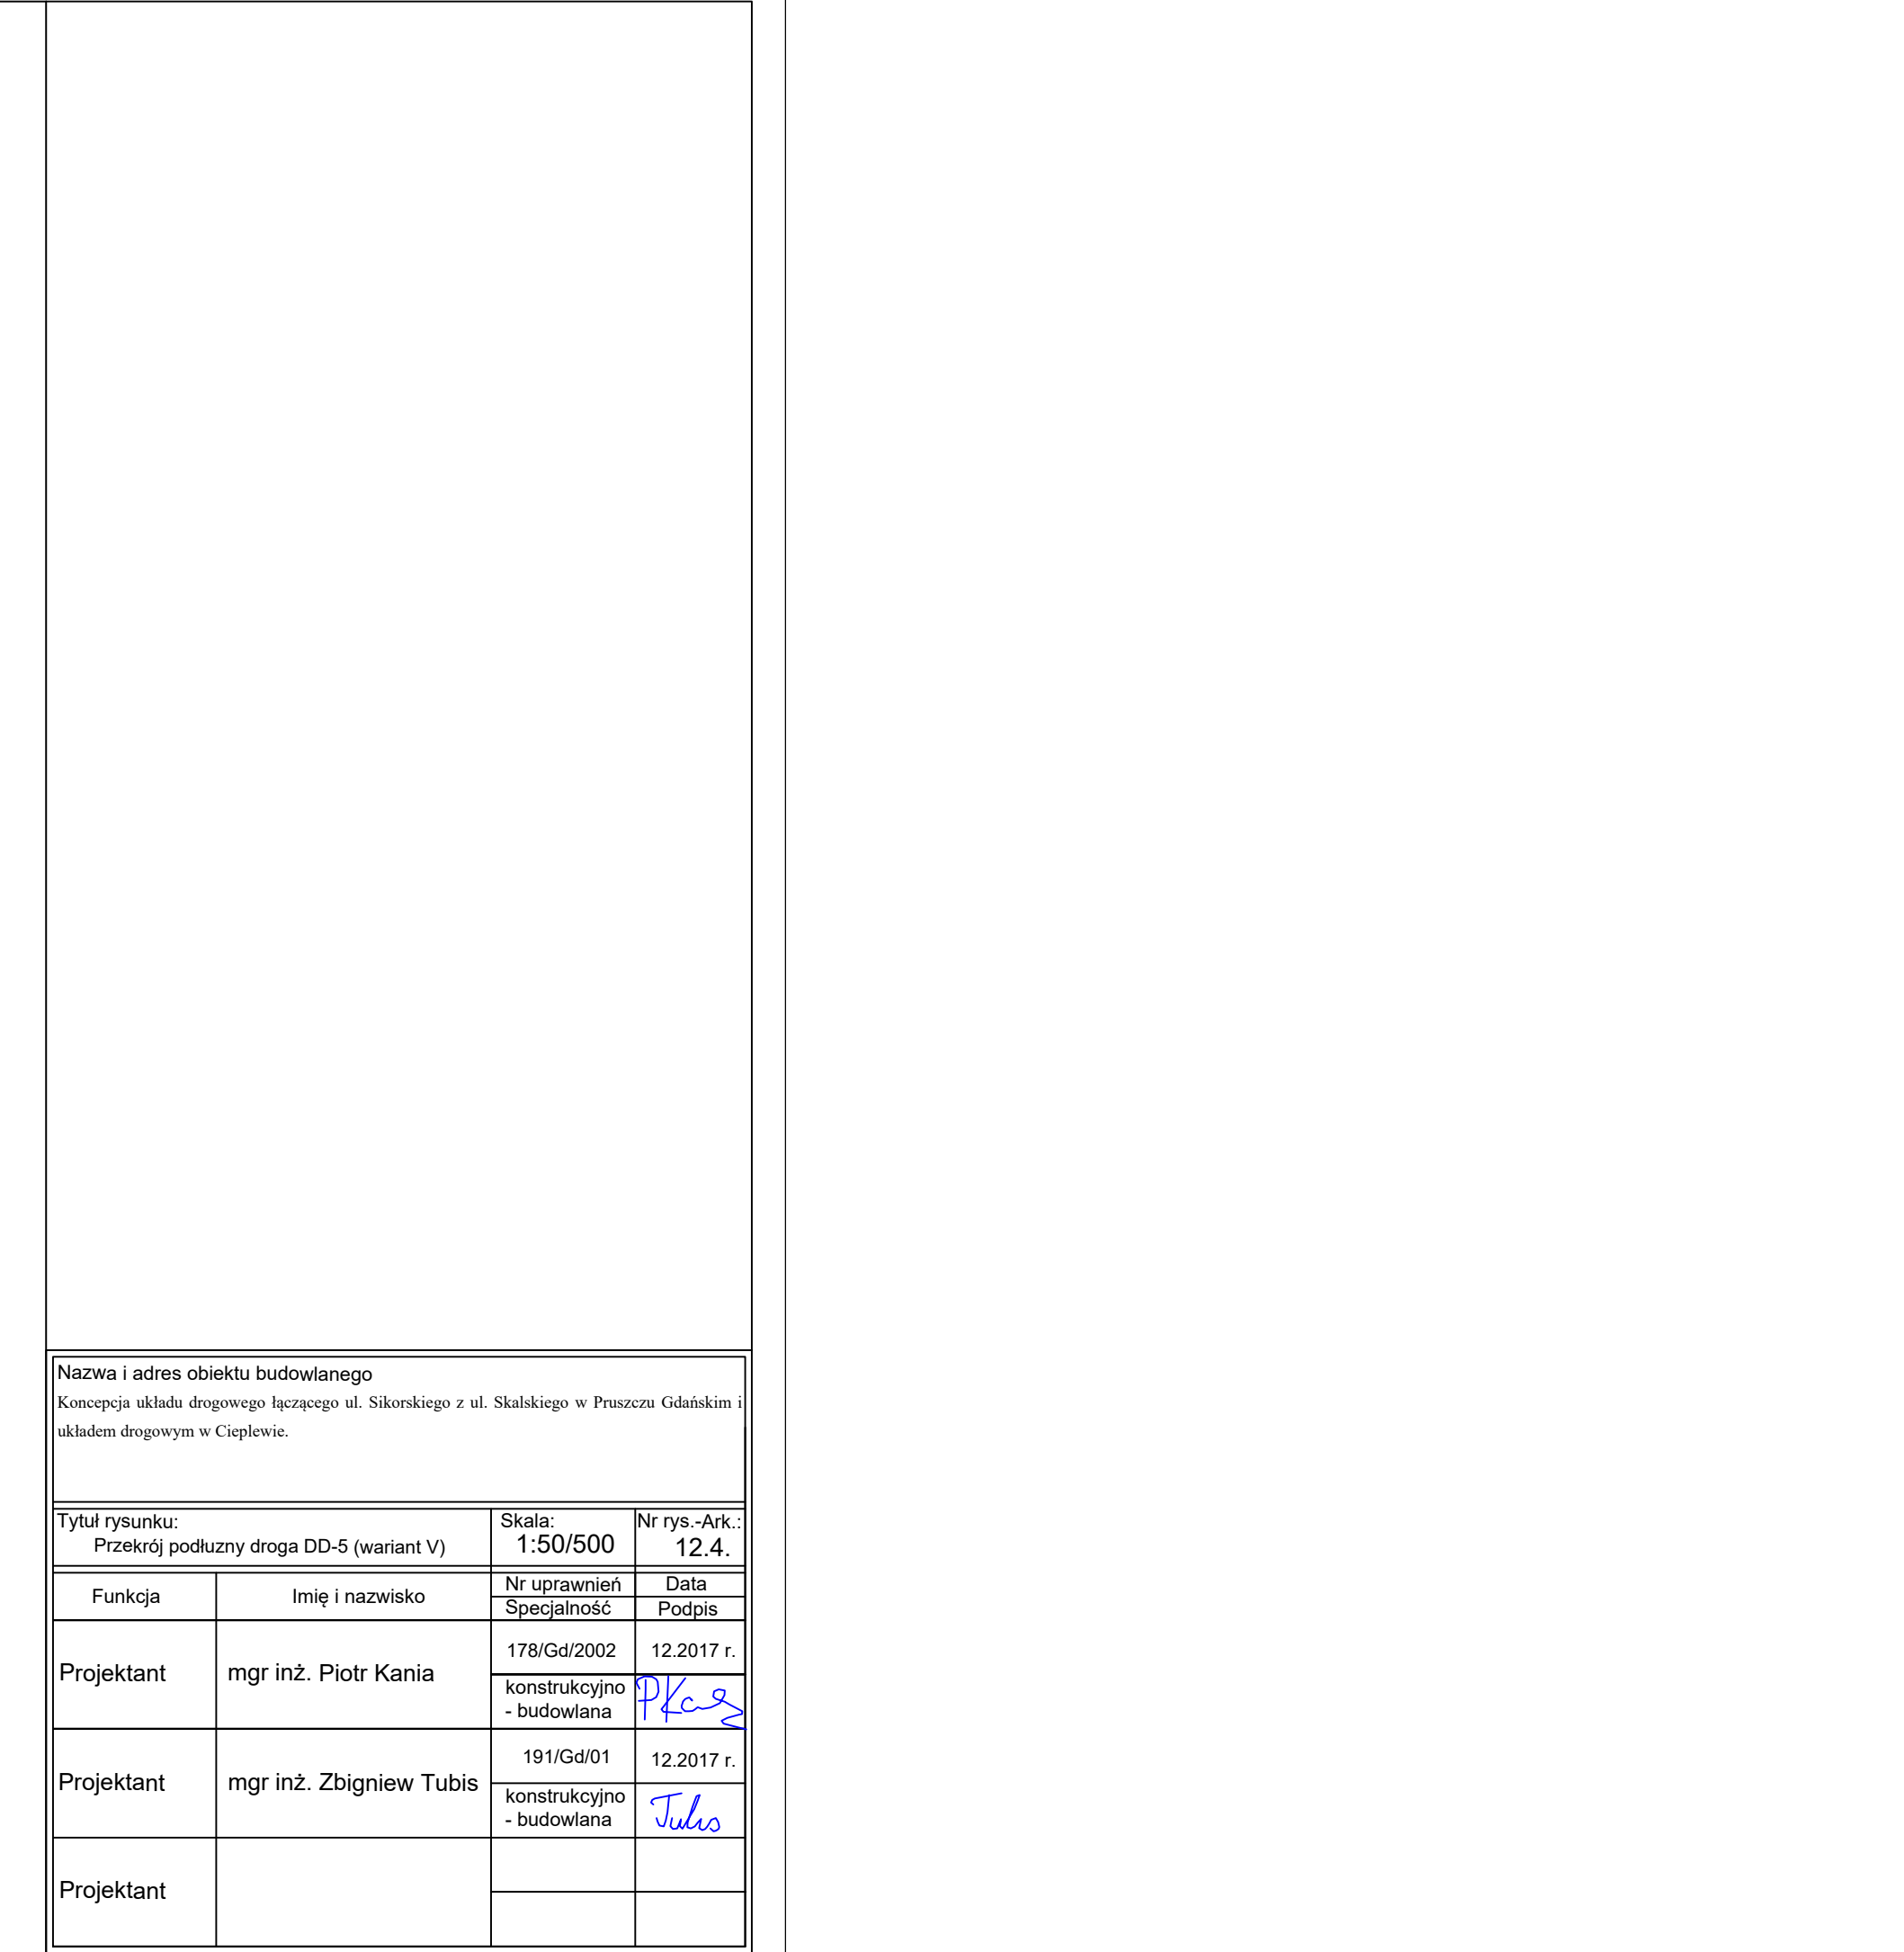 Nazwa i adres obiektu budowlanego
Koncepcja układu drogowego łączącego ul. Sikorskiego z ul. Skalskiego w Pruszczu Gdańskim i
układem drogowym w Cieplewie.
Tytuł rysunku:
Przekrój podłuzny droga DD-5 (wariant V)
Skala:
1:50/500
Nr rys.-Ark.:
12.4.
Funkcja
Imię i nazwisko
Nr uprawnień
Specjalność
Data
Podpis
Projektant
mgr inż. Piotr Kania
178/Gd/2002
12.2017 r.
konstrukcyjno
- budowlana
Projektant
mgr inż. Zbigniew Tubis
191/Gd/01
12.2017 r.
konstrukcyjno
- budowlana
Projektant